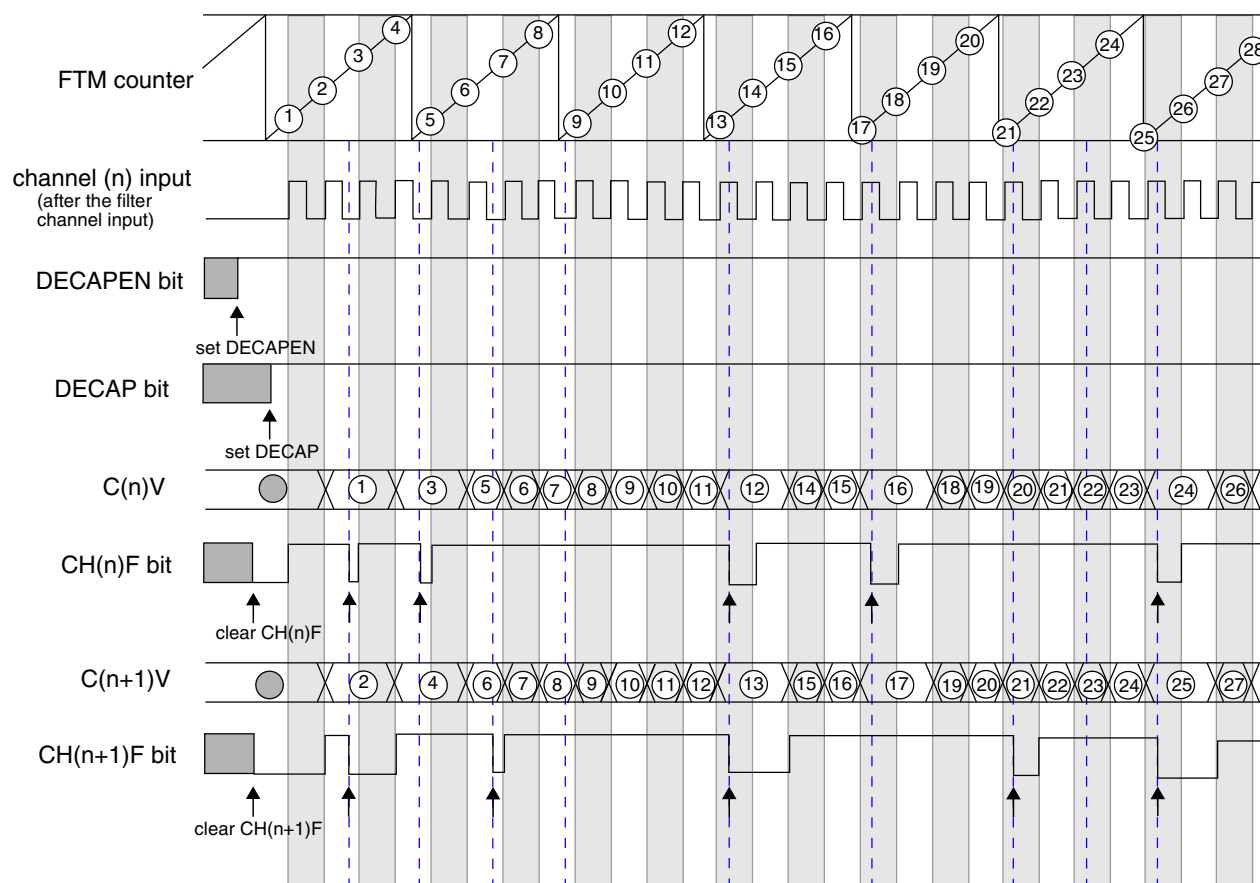 4 8 12 16 20 24 28
3 7 11 15 19 23 27
FTM counter
2 6 10 14 18 22 26
1 5 9 13 17 21 25
channel (n) input
(after the filter
channel input)
DECAPEN bit
set DECAPEN
DECAP bit
set DECAP
C(n)V 1 3 5 6 7 8 9 10 11 12 14 15 16 18 19 20 21 22 23 24 26
CH(n)F bit
clear CH(n)F
C(n+1)V 2 4 6 7 8 9 10 11 12 13 15 16 17 19 20 21 22 23 24 25 27
CH(n+1)F bit
clear CH(n+1)F